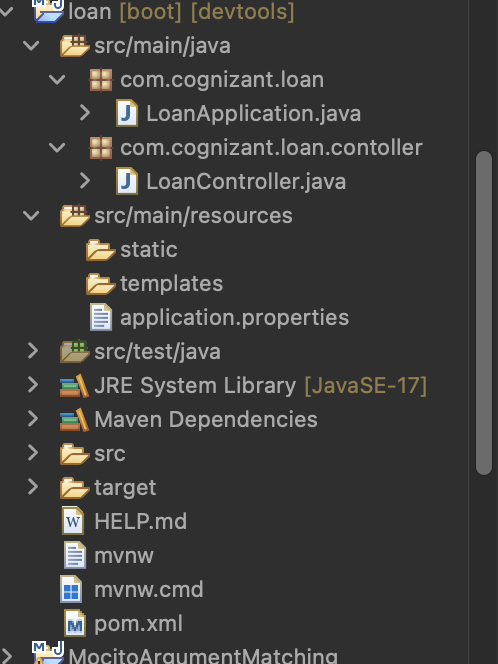 loan [boot] [devtools]
src/main/java
com.cognizant.loan
LoanApplication.java
com.cognizant.loan.contoller
LoanController.java
src/main/resources
static
templates
application.properties
src/test/java
JRE System Library [JavaSE-17]
Maven Dependencies
src
target
HELP.md
mvnw
mvnw.cmd
pom.xml
MocitoArgumentMatching